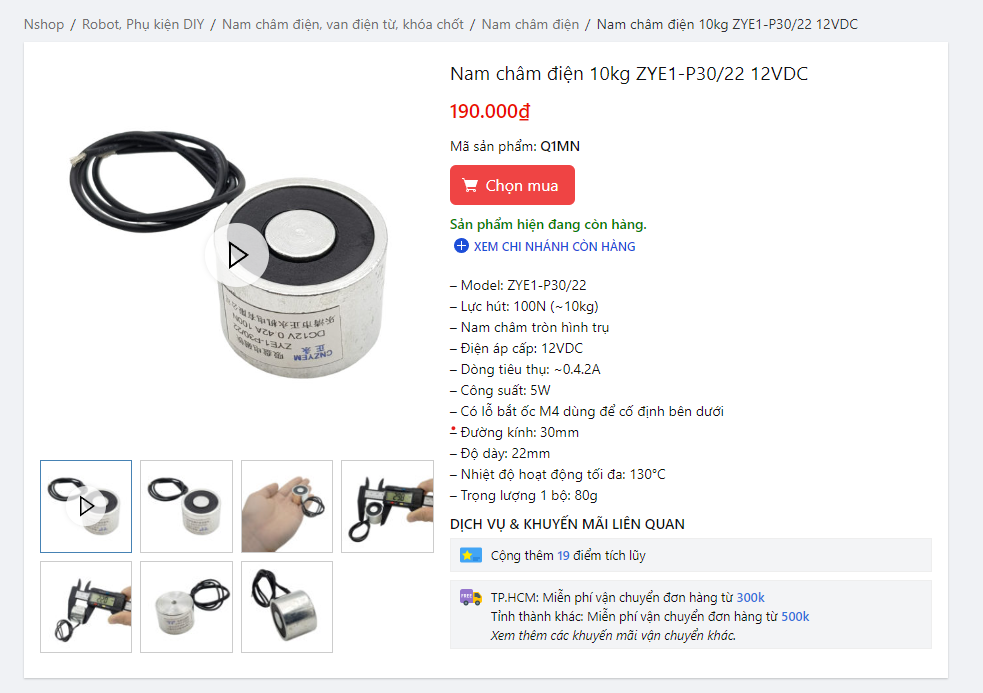 Nshop / Robot, Phụ kiện DIY / Nam châm điện, van điện từ, khóa chốt / Nam châm điện / Nam châm điện 10kg ZYE1-P30/22 12VDC
Nam châm điện 10kg ZYE1-P30/22 12VDC
190.000₫
Mã sản phẩm: Q1MN
Chọn mua
Sản phẩm hiện đang còn hàng.
XEM CHI NHÁNH CÒN HÀNG
– Model: ZYE1-P30/22
– Lực hút: 100N (~10kg)
– Nam châm tròn hình trụ
– Điện áp cấp: 12VDC
– Dòng tiêu thụ: ~0.4.2A
– Công suất: 5W
– Có lỗ bắt ốc M4 dùng để cố định bên dưới
– Đường kính: 30mm
– Độ dày: 22mm
– Nhiệt độ hoạt động tối đa: 130°C
– Trọng lượng 1 bộ: 80g
CNZYEM 正永 吸盘电磁铁
ZYE1-P30/22
DC12V 0.42A 100N
乐清市正永机电有限公
DỊCH VỤ & KHUYẾN MÃI LIÊN QUAN
Cộng thêm 19 điểm tích lũy
FREE
TP.HCM: Miễn phí vận chuyển đơn hàng từ 300k
Tỉnh thành khác: Miễn phí vận chuyển đơn hàng từ 500k
Xem thêm các khuyến mãi vận chuyển khác.